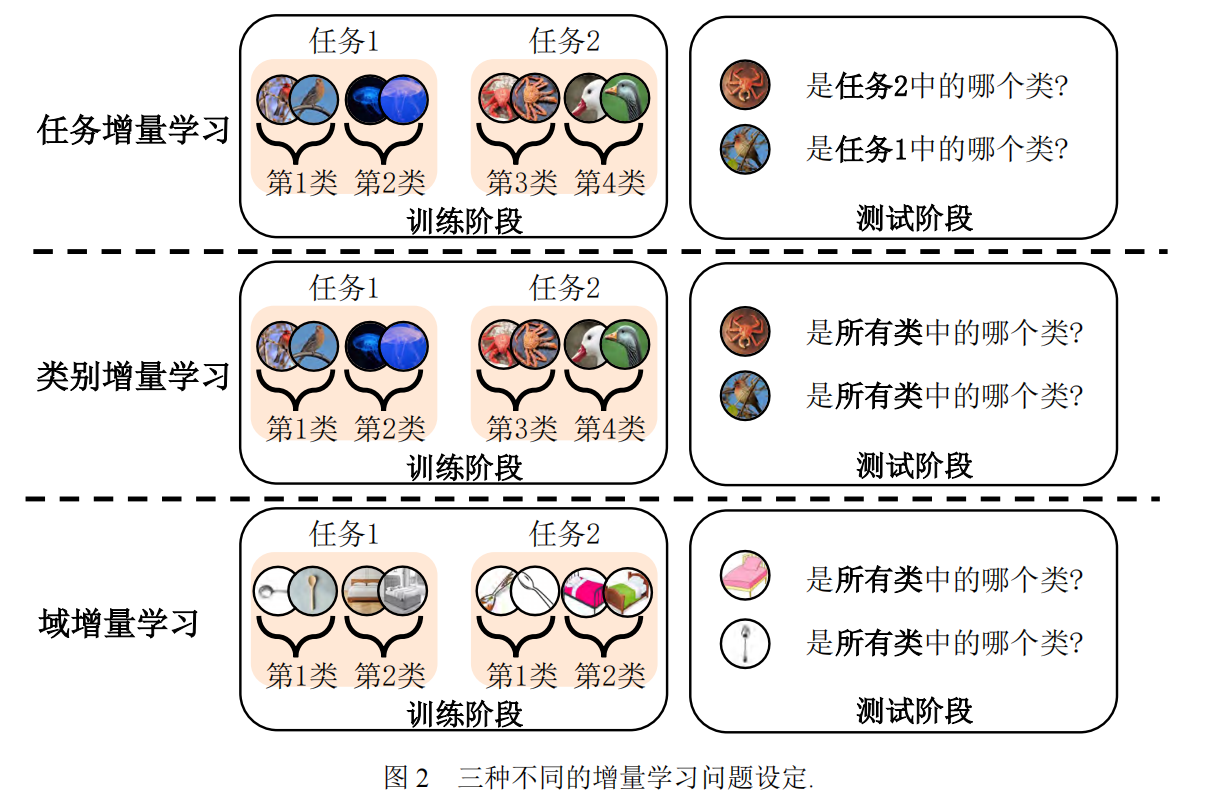 任务增量学习
任务1 任务2
第1类 第2类 第3类 第4类
训练阶段
是任务2中的哪个类?
是任务1中的哪个类?
测试阶段
类别增量学习
任务1 任务2
第1类 第2类 第3类 第4类
训练阶段
是所有类中的哪个类?
是所有类中的哪个类?
测试阶段
域增量学习
任务1 任务2
第1类 第2类 第1类 第2类
训练阶段
是所有类中的哪个类?
是所有类中的哪个类?
测试阶段
图 2 三种不同的增量学习问题设定.